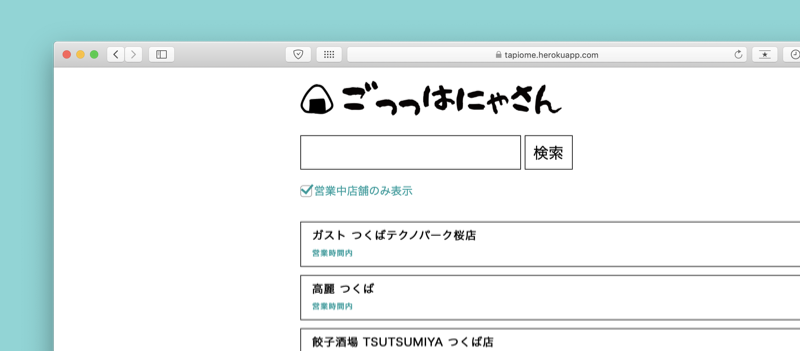 tapiome.herokuapp.com
ごっつはにゃさん
検索
営業中店舗のみ表示
ガスト つくばテクノパーク桜店
営業時間内
高麗 つくば
営業時間内
餃子酒場 TSUTSUMIYA つくば店